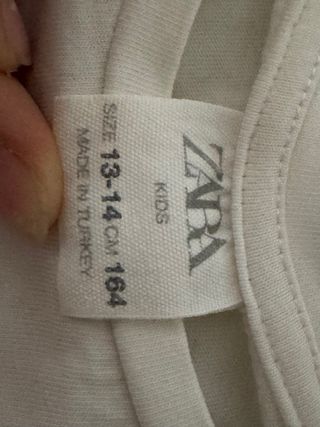 ZARA
KIDS
SIZE 13-14 CM 164
MADE IN TURKEY